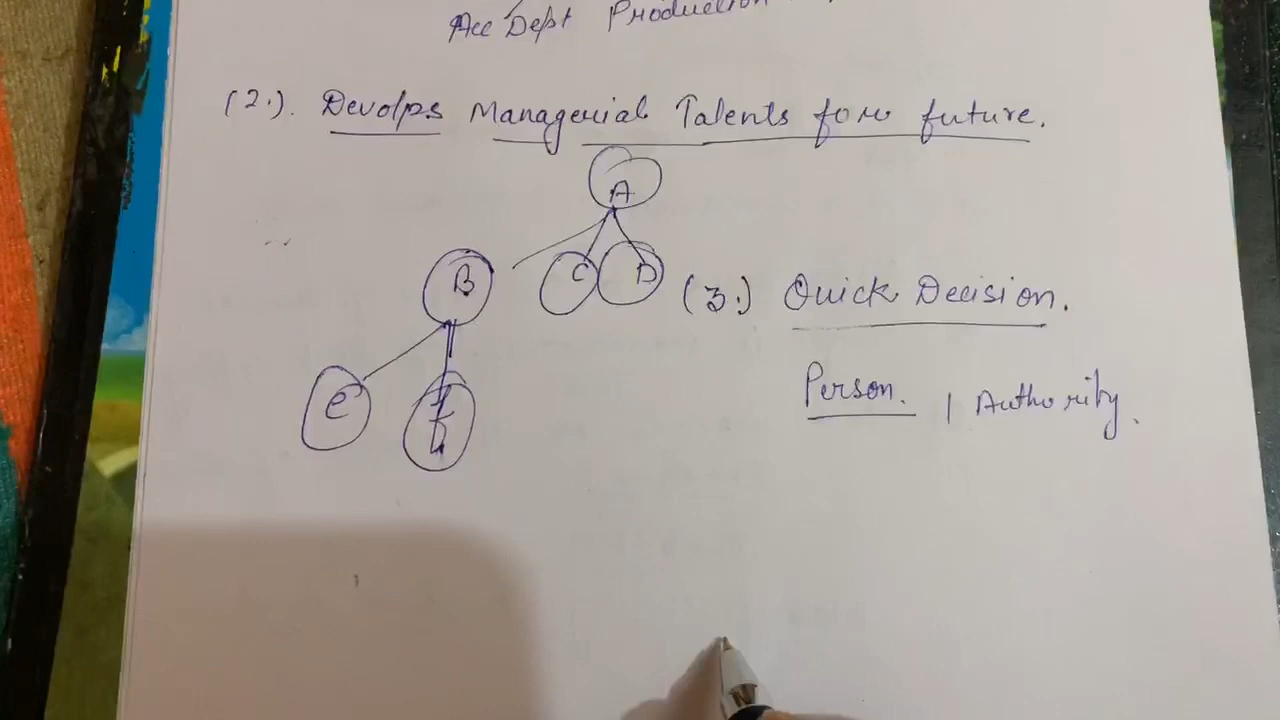 Acc Dept Production
(2.). Devolps Managerial Talents for future.
A
B C D
(3.) Quick Decision.
e f
Person. | Authority.